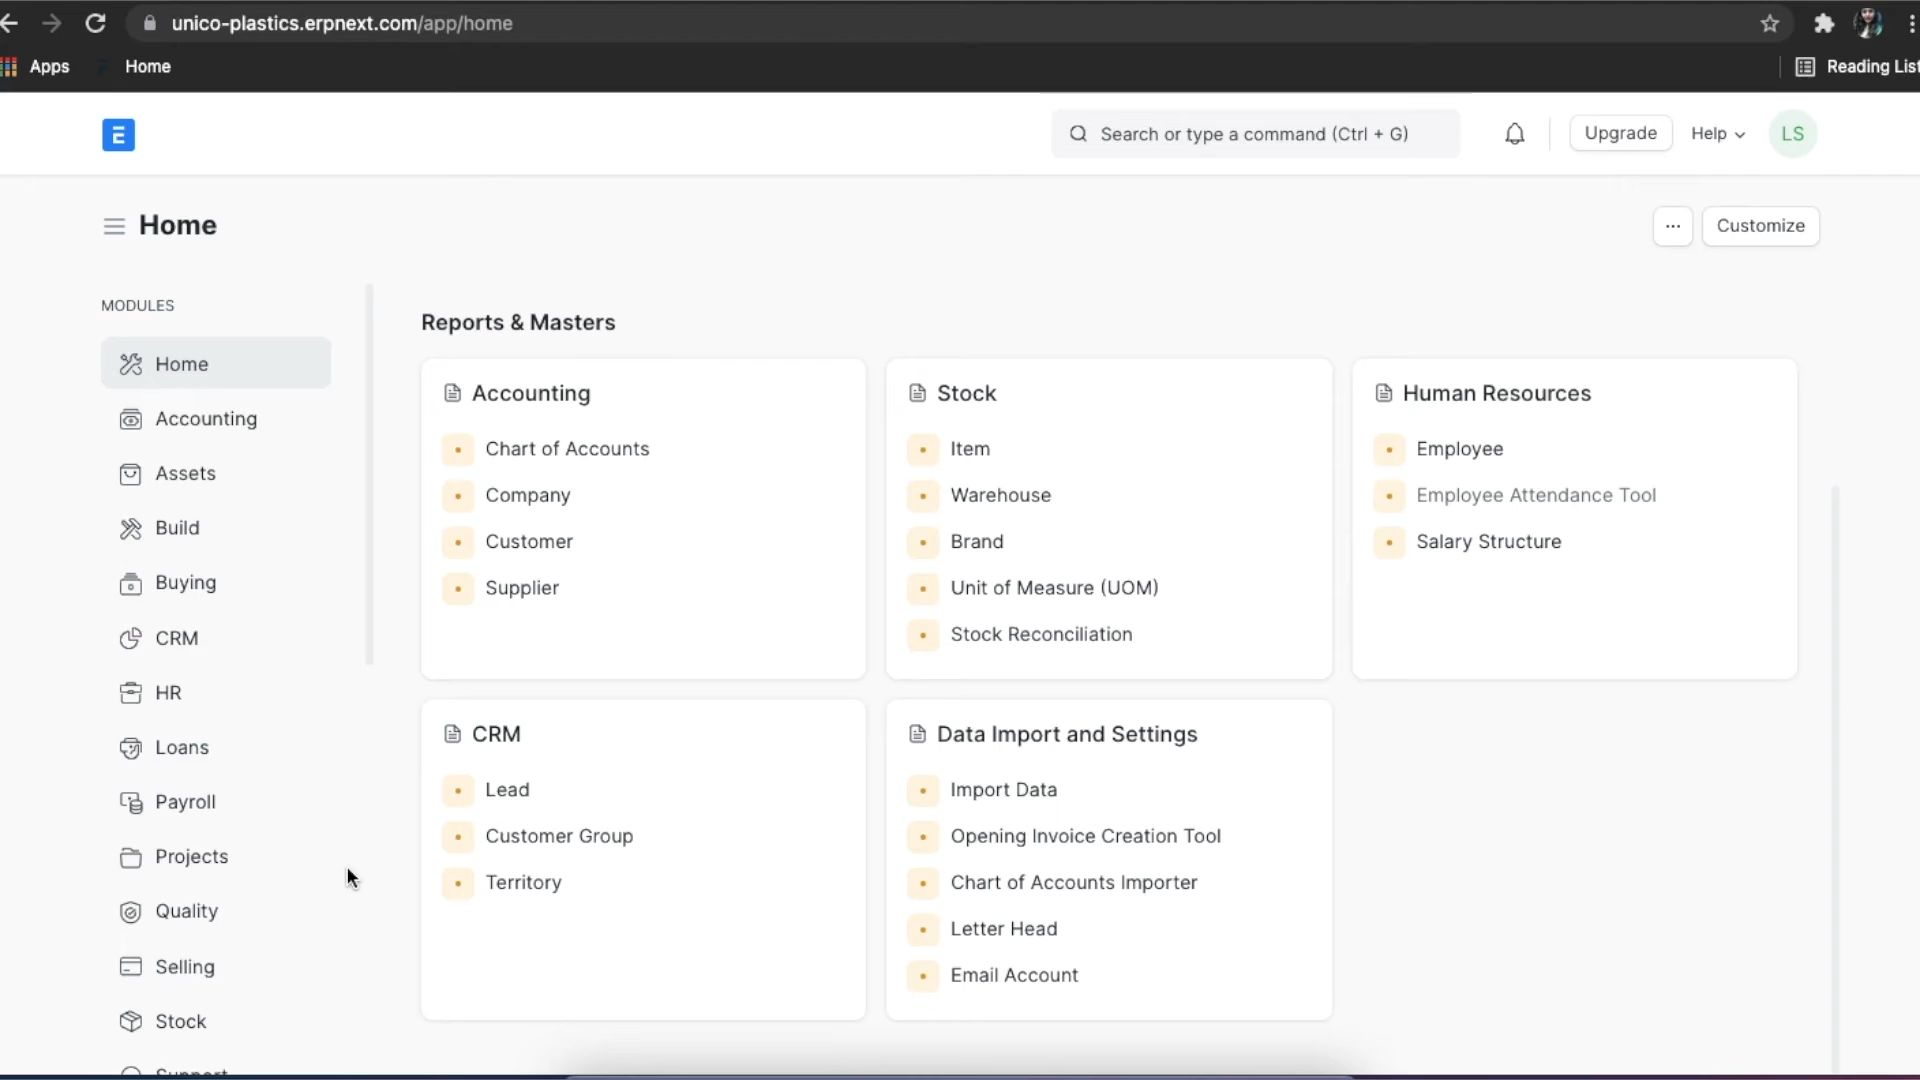 unico-plastics.erpnext.com/app/home
Apps
Home
Reading List
E
Search or type a command (Ctrl + G)
Upgrade
Help
LS
Home
Customize
MODULES
Home
Accounting
Assets
Build
Buying
CRM
HR
Loans
Payroll
Projects
Quality
Selling
Stock
Support
Reports & Masters
Accounting
Chart of Accounts
Company
Customer
Supplier
Stock
Item
Warehouse
Brand
Unit of Measure (UOM)
Stock Reconciliation
Human Resources
Employee
Employee Attendance Tool
Salary Structure
CRM
Lead
Customer Group
Territory
Data Import and Settings
Import Data
Opening Invoice Creation Tool
Chart of Accounts Importer
Letter Head
Email Account